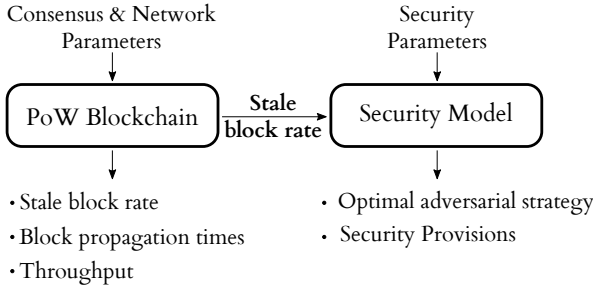 Consensus & Network
Parameters
Security
Parameters
PoW Blockchain
Stale
block rate
Security Model
• Stale block rate
• Block propagation times
• Throughput
• Optimal adversarial strategy
• Security Provisions